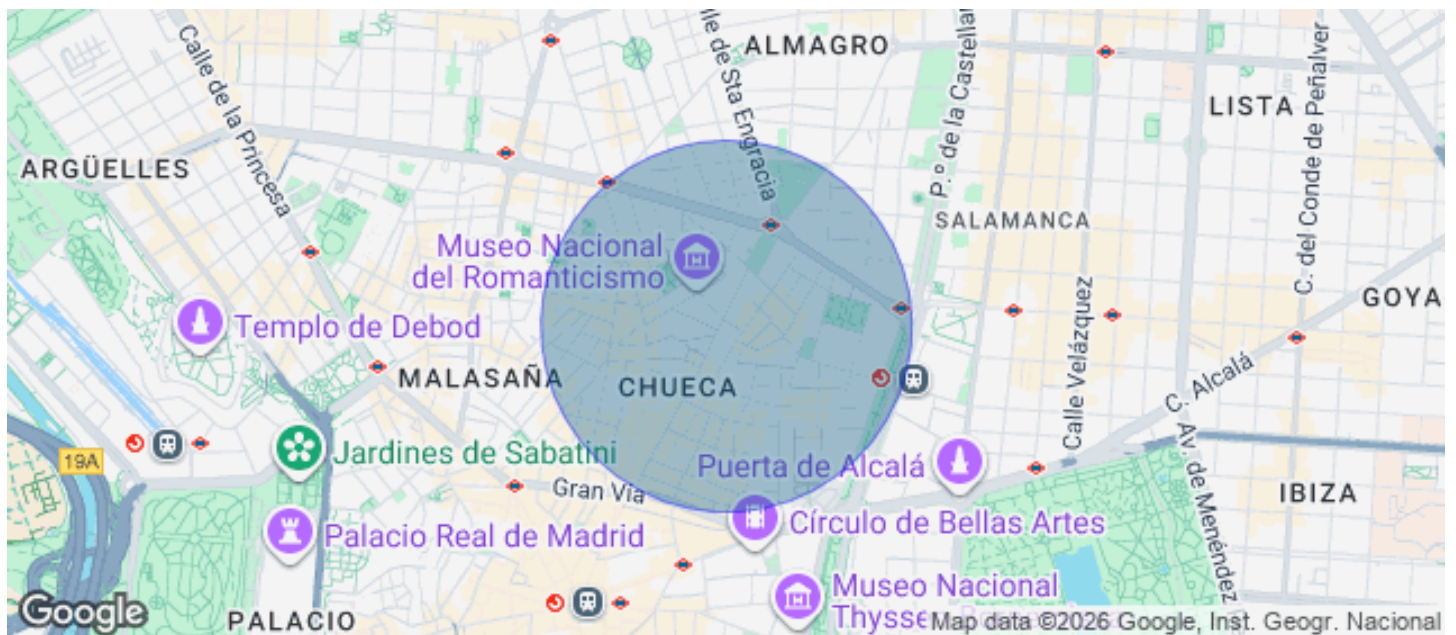 Calle de la Princesa
lle de Sta Engracia
ALMAGRO
P.º de la Castella
LISTA
C. del Conde de Peñalver
ARGÜELLES
SALAMANCA
Museo Nacional
del Romanticismo
GOYA
Templo de Debod
Calle Velázquez
MALASAÑA
CHUECA
C. Alcalá
Jardines de Sabatini
19A
Puerta de Alcalá
Av. de Menéndez
Gran Vía
IBIZA
Palacio Real de Madrid
Círculo de Bellas Artes
Museo Nacional
Thysse
Google
PALACIO
Map data ©2026 Google, Inst. Geogr. Nacional